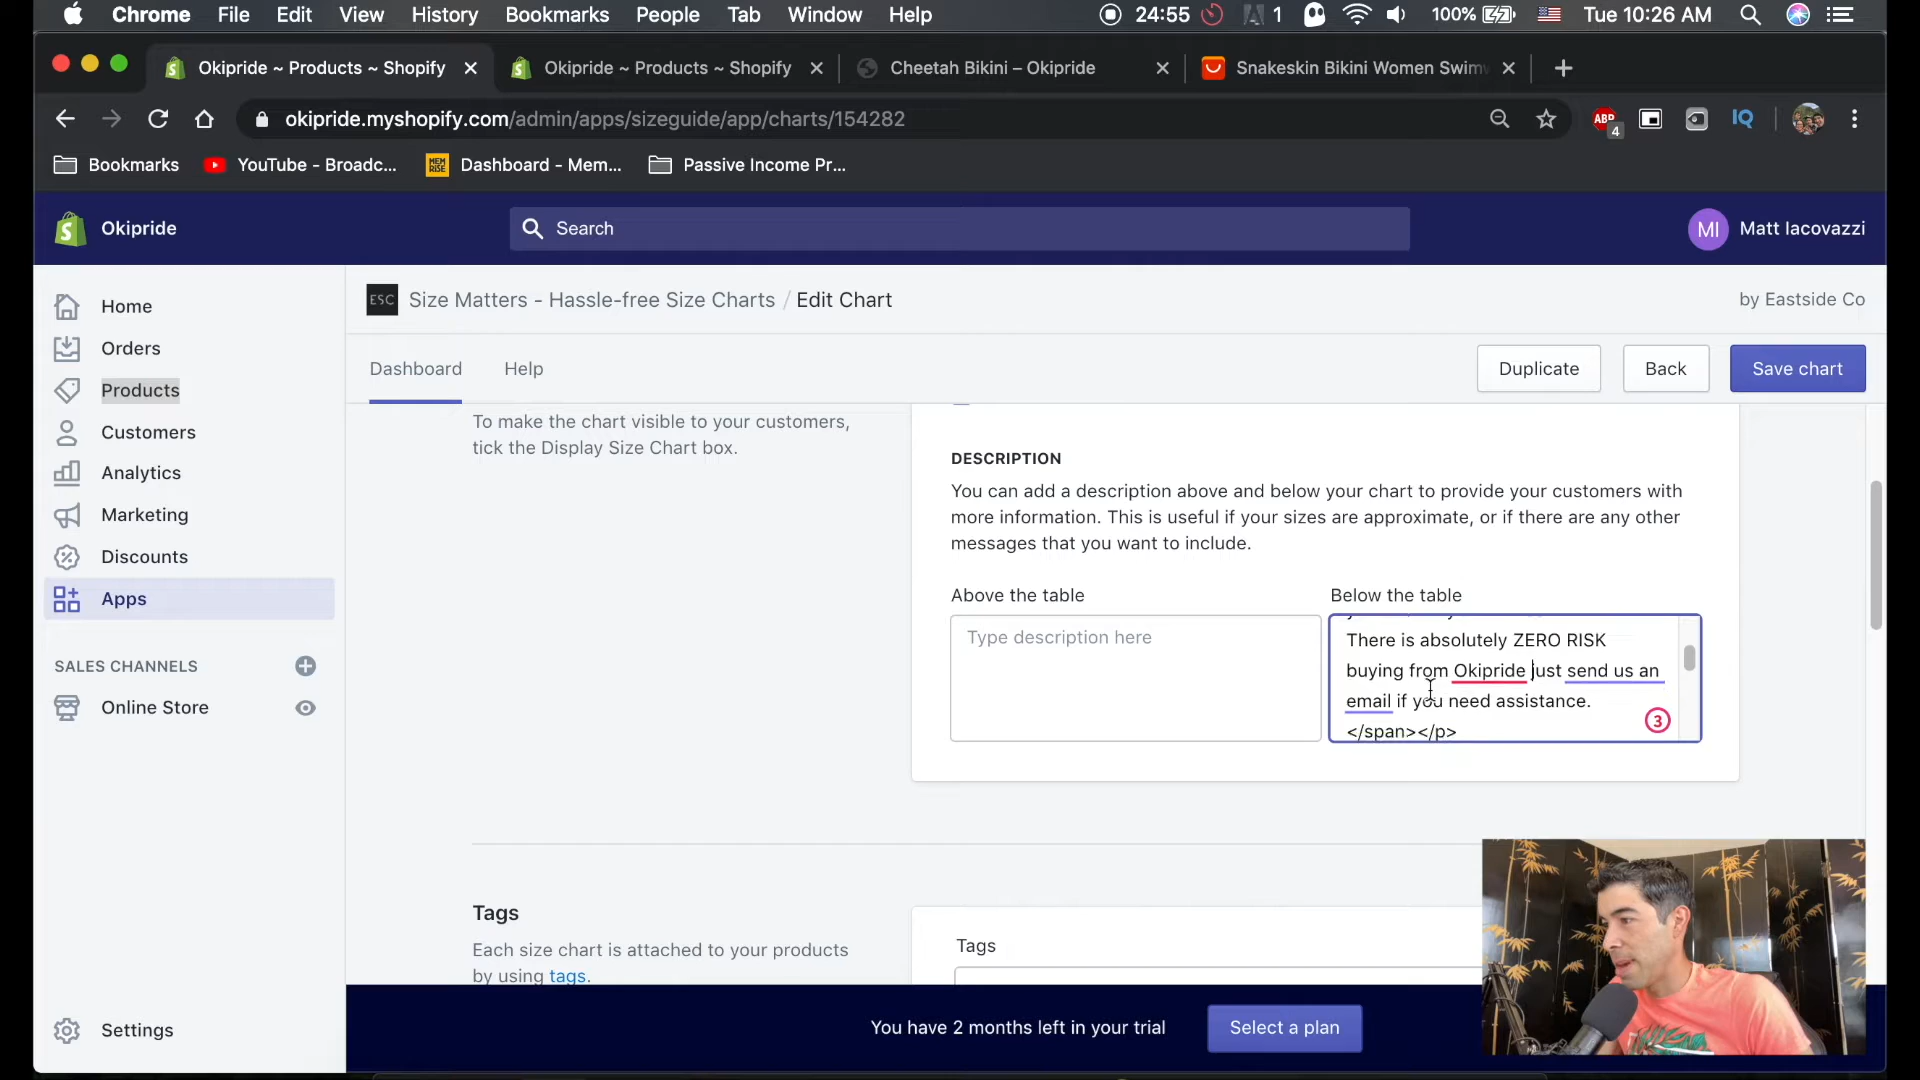 Chrome File Edit View History Bookmarks People Tab Window Help 24:55 1 100% Tue 10:26 AM
Okipride ~ Products ~ Shopify
Okipride ~ Products ~ Shopify
Cheetah Bikini – Okipride
Snakeskin Bikini Women Swim
okipride.myshopify.com/admin/apps/sizeguide/app/charts/154282
ABP
4
IQ
Bookmarks
YouTube - Broadc...
MEM
RISE
Dashboard - Mem...
Passive Income Pr...
Okipride
Search
MI
Matt Iacovazzi
Home
Orders
Products
Customers
Analytics
Marketing
Discounts
Apps
SALES CHANNELS
Online Store
Settings
ESC
Size Matters - Hassle-free Size Charts / Edit Chart
by Eastside Co
Dashboard
Help
Duplicate
Back
Save chart
To make the chart visible to your customers,
tick the Display Size Chart box.
DESCRIPTION
You can add a description above and below your chart to provide your customers with
more information. This is useful if your sizes are approximate, or if there are any other
messages that you want to include.
Above the table
Type description here
Below the table
There is absolutely ZERO RISK
buying from Okipride just send us an
email if you need assistance.
</span></p>
3
Tags
Each size chart is attached to your products
by using tags.
Tags
You have 2 months left in your trial
Select a plan